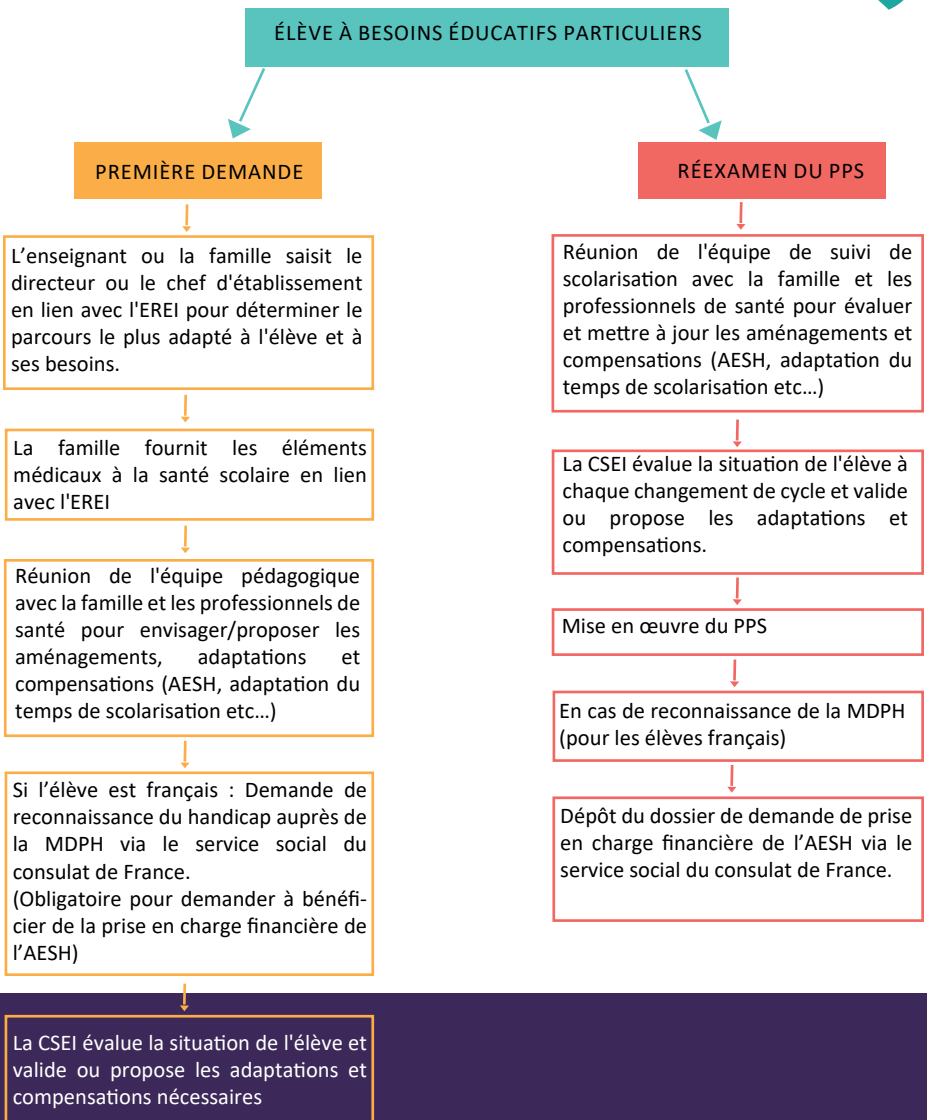 ÉLÈVE À BESOINS ÉDUCATIFS PARTICULIERS
PREMIÈRE DEMANDE
L’enseignant ou la famille saisit le
directeur ou le chef d'établissement
en lien avec l'EREI pour déterminer le
parcours le plus adapté à l'élève et à
ses besoins.
La famille fournit les éléments
médicaux à la santé scolaire en lien
avec l'EREI
Réunion de l'équipe pédagogique
avec la famille et les professionnels de
santé pour envisager/proposer les
aménagements, adaptations et
compensations (AESH, adaptation du
temps de scolarisation etc…)
Si l’élève est français : Demande de
reconnaissance du handicap auprès de
la MDPH via le service social du
consulat de France.
(Obligatoire pour demander à bénéfi-
cier de la prise en charge financière de
l’AESH)
La CSEI évalue la situation de l'élève et
valide ou propose les adaptations et
compensations nécessaires
RÉEXAMEN DU PPS
Réunion de l'équipe de suivi de
scolarisation avec la famille et les
professionnels de santé pour évaluer
et mettre à jour les aménagements et
compensations (AESH, adaptation du
temps de scolarisation etc…)
La CSEI évalue la situation de l'élève à
chaque changement de cycle et valide
ou propose les adaptations et
compensations.
Mise en œuvre du PPS
En cas de reconnaissance de la MDPH
(pour les élèves français)
Dépôt du dossier de demande de prise
en charge financière de l’AESH via le
service social du consulat de France.